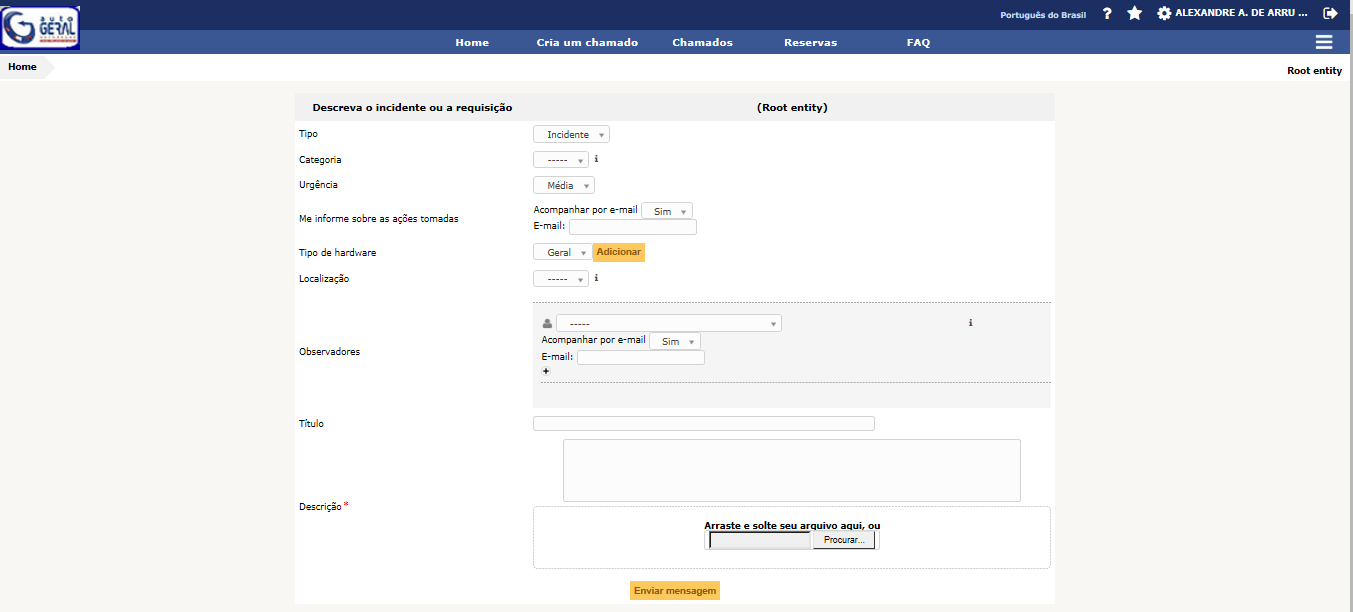 auto
GERAL
Português do Brasil ? ALEXANDRE A. DE ARRU ...
Home Cria um chamado Chamados Reservas FAQ
Home
Root entity
Descreva o incidente ou a requisição (Root entity)
Tipo Incidente
Categoria ----- i
Urgência Média
Me informe sobre as ações tomadas Acompanhar por e-mail Sim
E-mail:
Tipo de hardware Geral Adicionar
Localização ----- i
----- i
Acompanhar por e-mail Sim
Observadores E-mail:
+
Título
Descrição *
Arraste e solte seu arquivo aqui, ou
Procurar...
Enviar mensagem